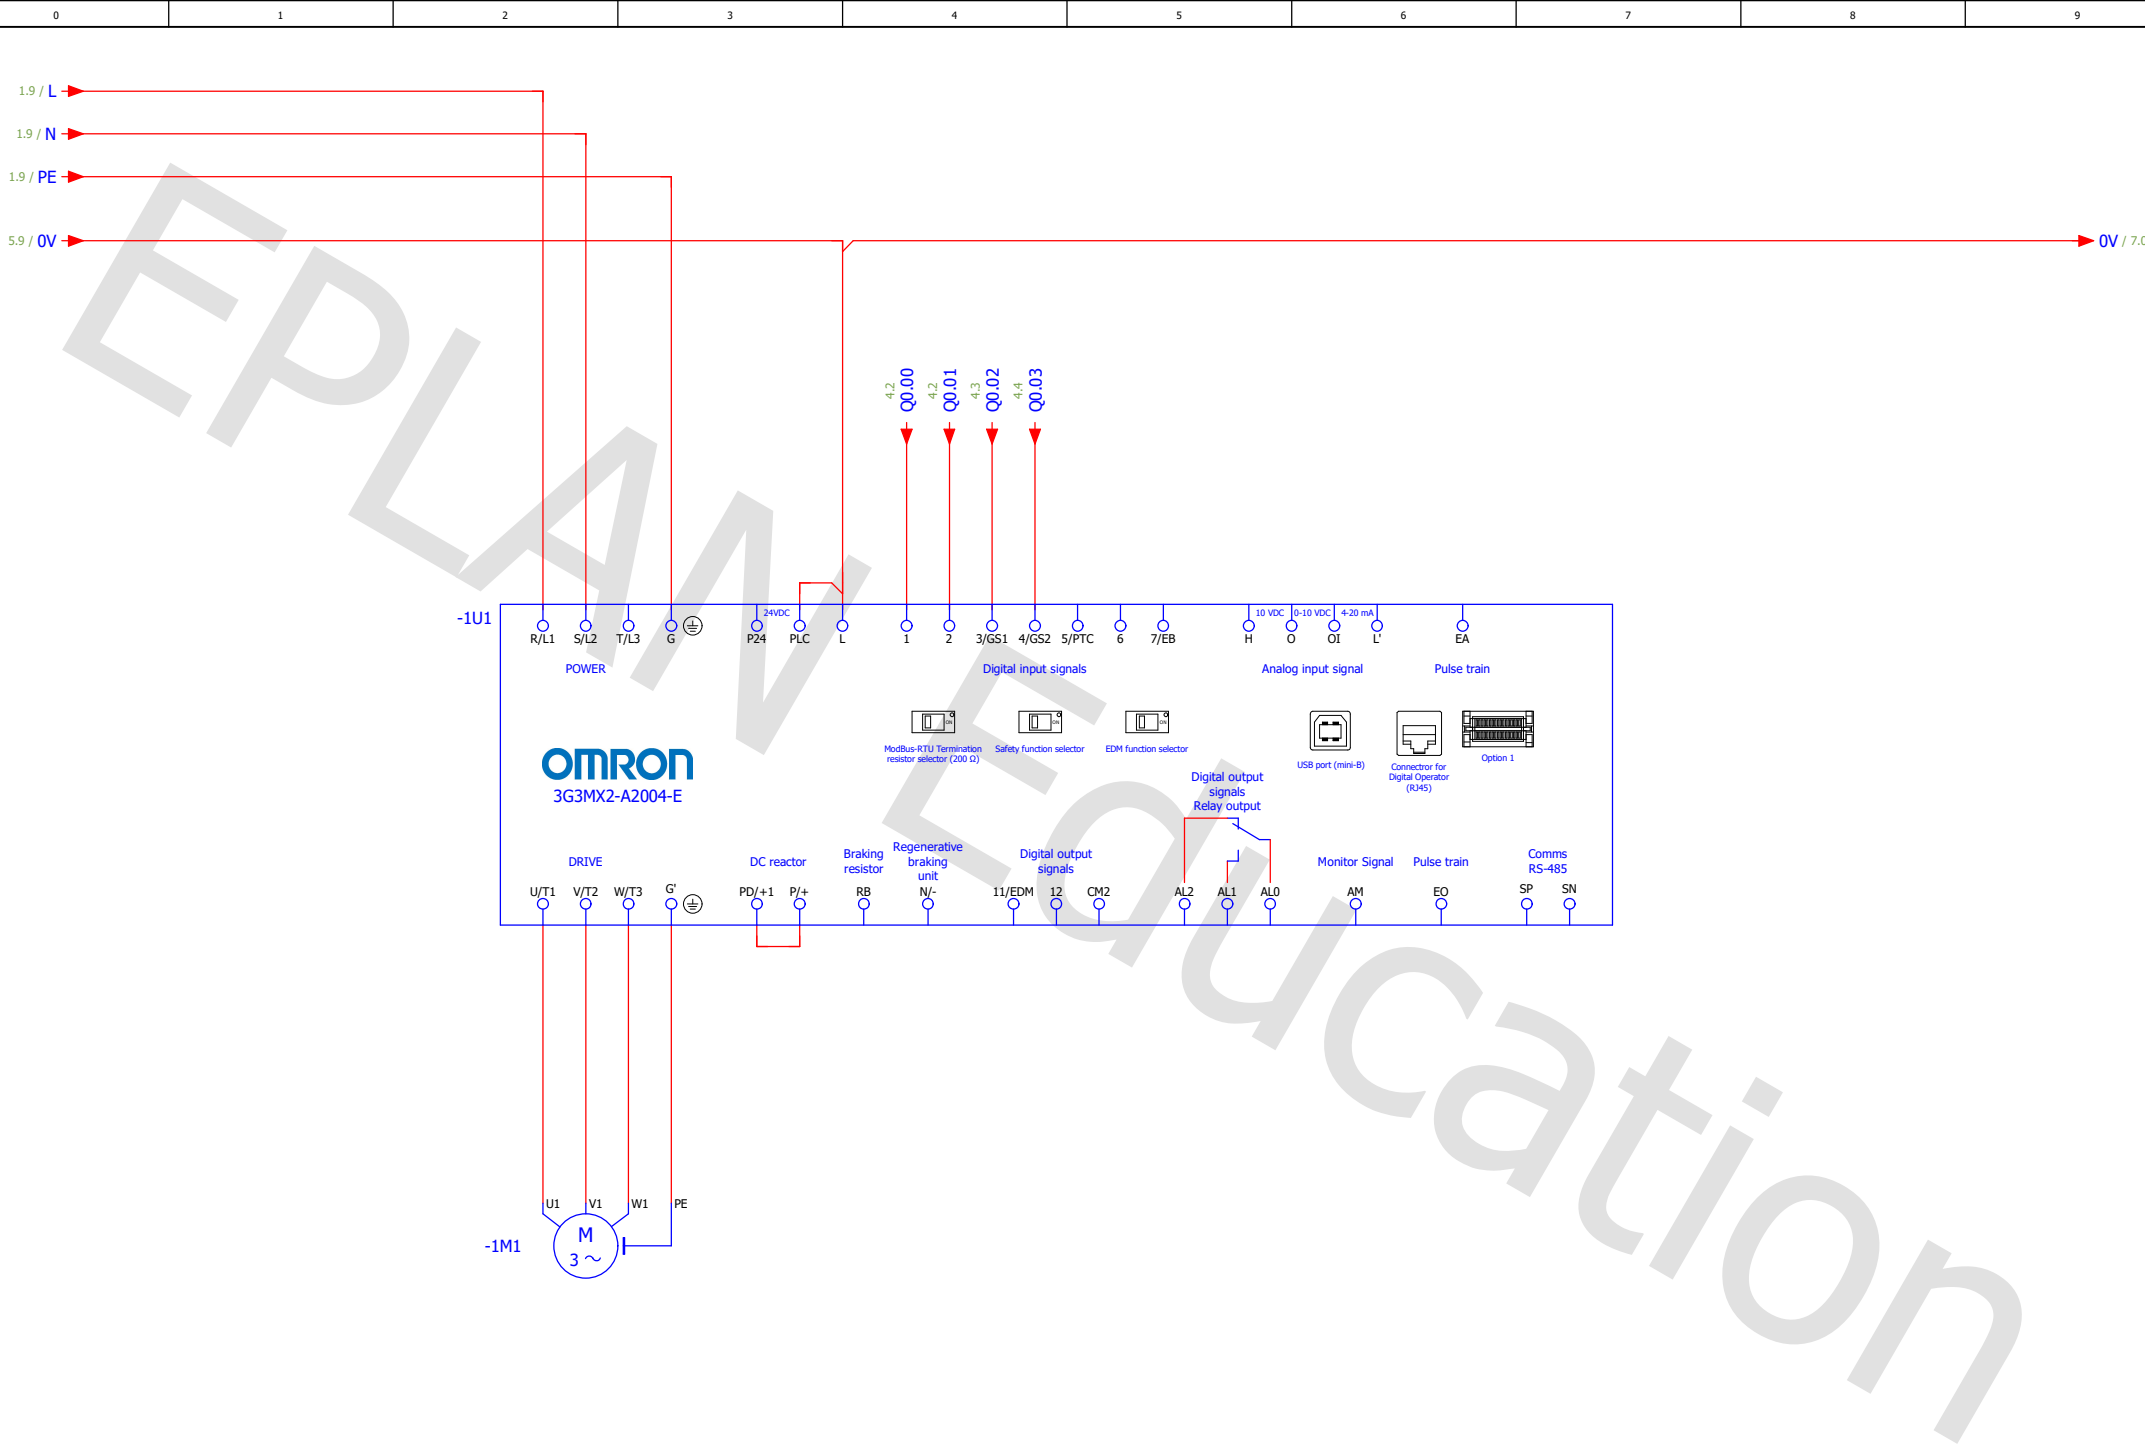 0 1 2 3 4 5 6 7 8 9
1.9 / L
1.9 / N
1.9 / PE
5.9 / 0V
0V / 7.0
4.2
Q0.00
4.2
Q0.01
4.3
Q0.02
4.4
Q0.03
-1U1
24VDC
10 VDC 0-10 VDC 4-20 mA
R/L1 S/L2 T/L3 G P24 PLC L 1 2 3/GS1 4/GS2 5/PTC 6 7/EB H O OI L' EA
POWER Digital input signals Analog input signal Pulse train
ON ON ON
ModBus-RTU Termination
resistor selector (200 Ω)
Safety function selector
EDM function selector
USB port (mini-B)
Connectror for
Digital Operator
(RJ45)
Option 1
OMRON
3G3MX2-A2004-E
Digital output
signals
Relay output
DRIVE
DC reactor
Braking
resistor
Regenerative
braking
unit
Digital output
signals
Monitor Signal
Pulse train
Comms
RS-485
U/T1 V/T2 W/T3 G' PD/+1 P/+ RB N/- 11/EDM 12 CM2 AL2 AL1 AL0 AM EO SP SN
U1 V1 W1 PE
-1M1
M
3 ~
EPLAN Education